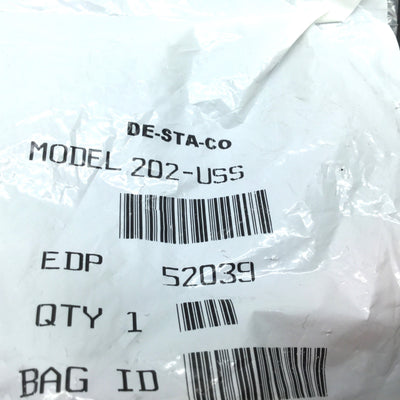 DE-STA-CO
MODEL 202-USS
EDP 52039
QTY 1
BAG ID